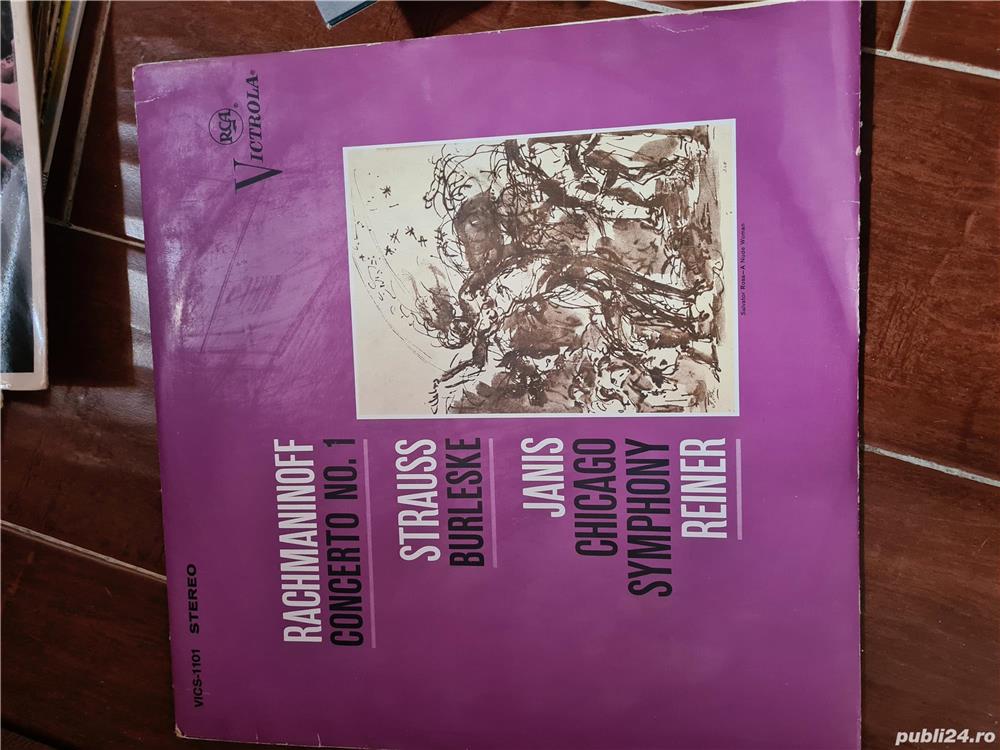 VICS-1101 STEREO
RCA®
VICTROLA®
RACHMANINOFF
CONCERTO NO. 1
STRAUSS
BURLESKE
JANIS
CHICAGO
SYMPHONY
REINER
Salvator Rosa—A Nude Woman
publi24.ro